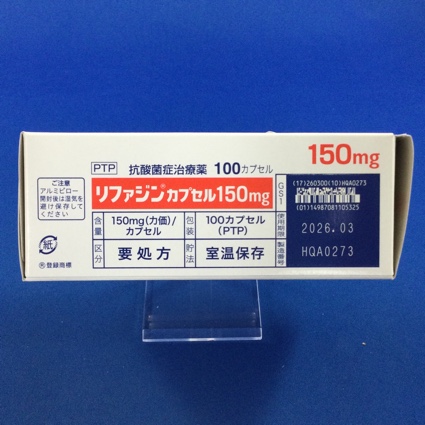 PTP 抗酸菌症治療薬 100カプセル
150mg
ご注意
アルミピロー
開封後は湿気を
避け保存して
ください
リファジン®カプセル150mg
含量 150mg(力価)/カプセル
包装 100カプセル(PTP)
区分 要処方
貯法 室温保存
紙
®登録商標
GS1
(17)260300(10)HQA0273
(01)14987081105325
使用期限 2026.03
製造番号 HQA0273